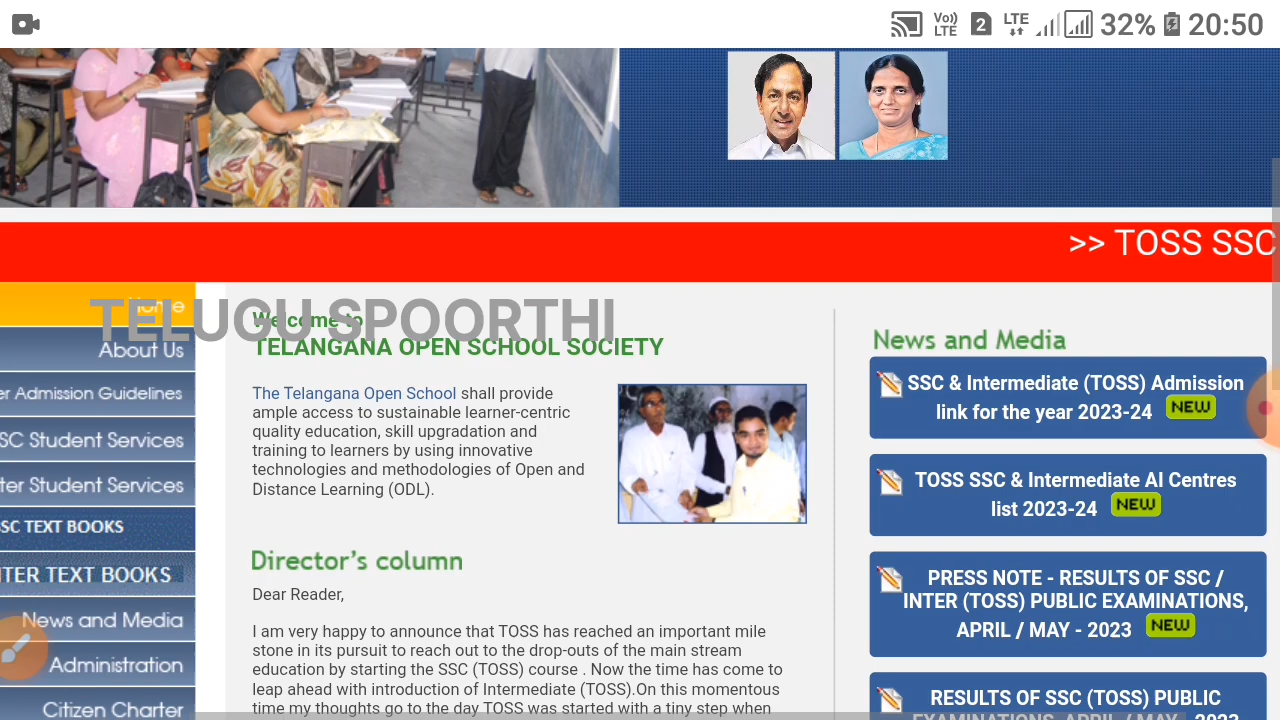 Vo))
LTE
2
LTE
32%
20:50
>> TOSS SSC
TELUGU SPOORTHI
Home
About Us
er Admission Guidelines
SC Student Services
ter Student Services
SSC TEXT BOOKS
NTER TEXT BOOKS
News and Media
Administration
Citizen Charter
Welcome to
TELANGANA OPEN SCHOOL SOCIETY
The Telangana Open School shall provide
ample access to sustainable learner-centric
quality education, skill upgradation and
training to learners by using innovative
technologies and methodologies of Open and
Distance Learning (ODL).
Director's column
Dear Reader,
I am very happy to announce that TOSS has reached an important mile
stone in its pursuit to reach out to the drop-outs of the main stream
education by starting the SSC (TOSS) course . Now the time has come to
leap ahead with introduction of Intermediate (TOSS).On this momentous
time my thoughts go to the day TOSS was started with a tiny step when
News and Media
SSC & Intermediate (TOSS) Admission
link for the year 2023-24 NEW
TOSS SSC & Intermediate AI Centres
list 2023-24 NEW
PRESS NOTE - RESULTS OF SSC /
INTER (TOSS) PUBLIC EXAMINATIONS,
APRIL / MAY - 2023 NEW
RESULTS OF SSC (TOSS) PUBLIC
EXAMINATIONS, APRIL / MAY - 2023